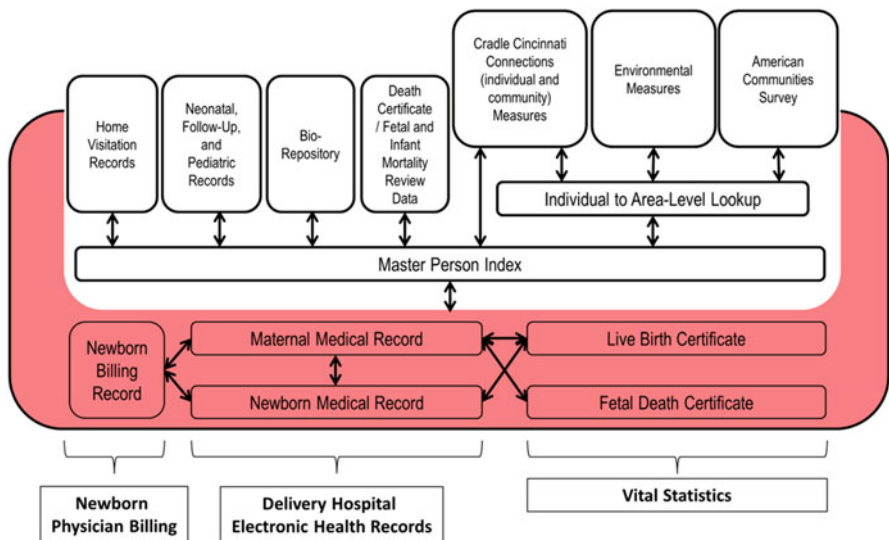 Home
Visitation
Records
Neonatal,
Follow-Up,
and
Pediatric
Records
Bio-
Repository
Death
Certificate
/ Fetal and
Infant
Mortality
Review
Data
Cradle Cincinnati
Connections
(individual and
community)
Measures
Environmental
Measures
American
Communities
Survey
Individual to Area-Level Lookup
Master Person Index
Newborn
Billing
Record
Maternal Medical Record
Newborn Medical Record
Live Birth Certificate
Fetal Death Certificate
Newborn
Physician Billing
Delivery Hospital
Electronic Health Records
Vital Statistics